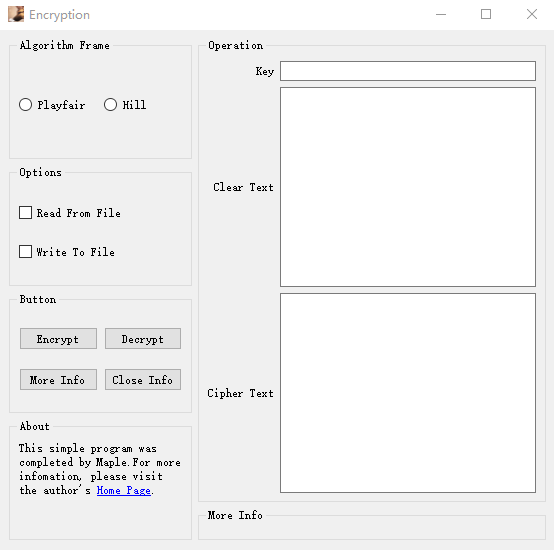 Encryption
Algorithm Frame
Playfair Hill
Options
Read From File
Write To File
Button
Encrypt Decrypt
More Info Close Info
About
This simple program was
completed by Maple.For more
infomation, please visit
the author's Home Page.
Operation
Key
Clear Text
Cipher Text
More Info